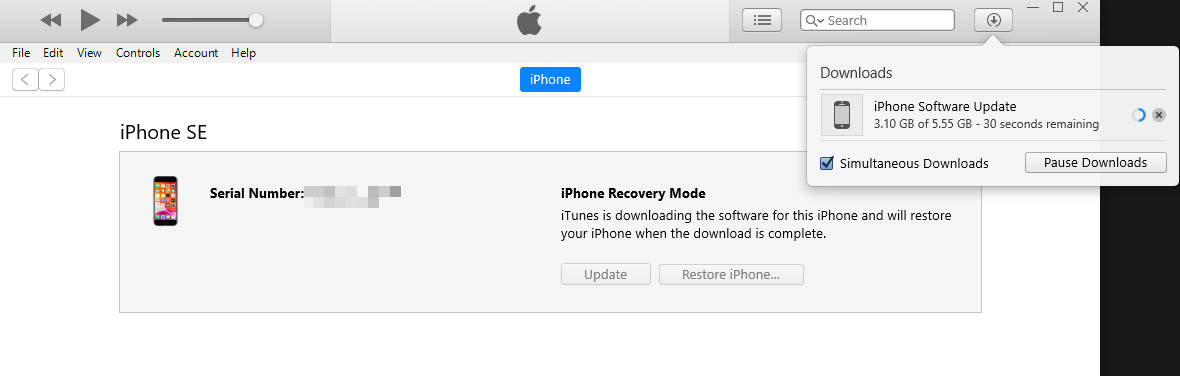 Search
File Edit View Controls Account Help
iPhone
Downloads
iPhone Software Update
3.10 GB of 5.55 GB - 30 seconds remaining
Simultaneous Downloads
Pause Downloads
iPhone SE
Serial Number:
iPhone Recovery Mode
iTunes is downloading the software for this iPhone and will restore
your iPhone when the download is complete.
Update
Restore iPhone...